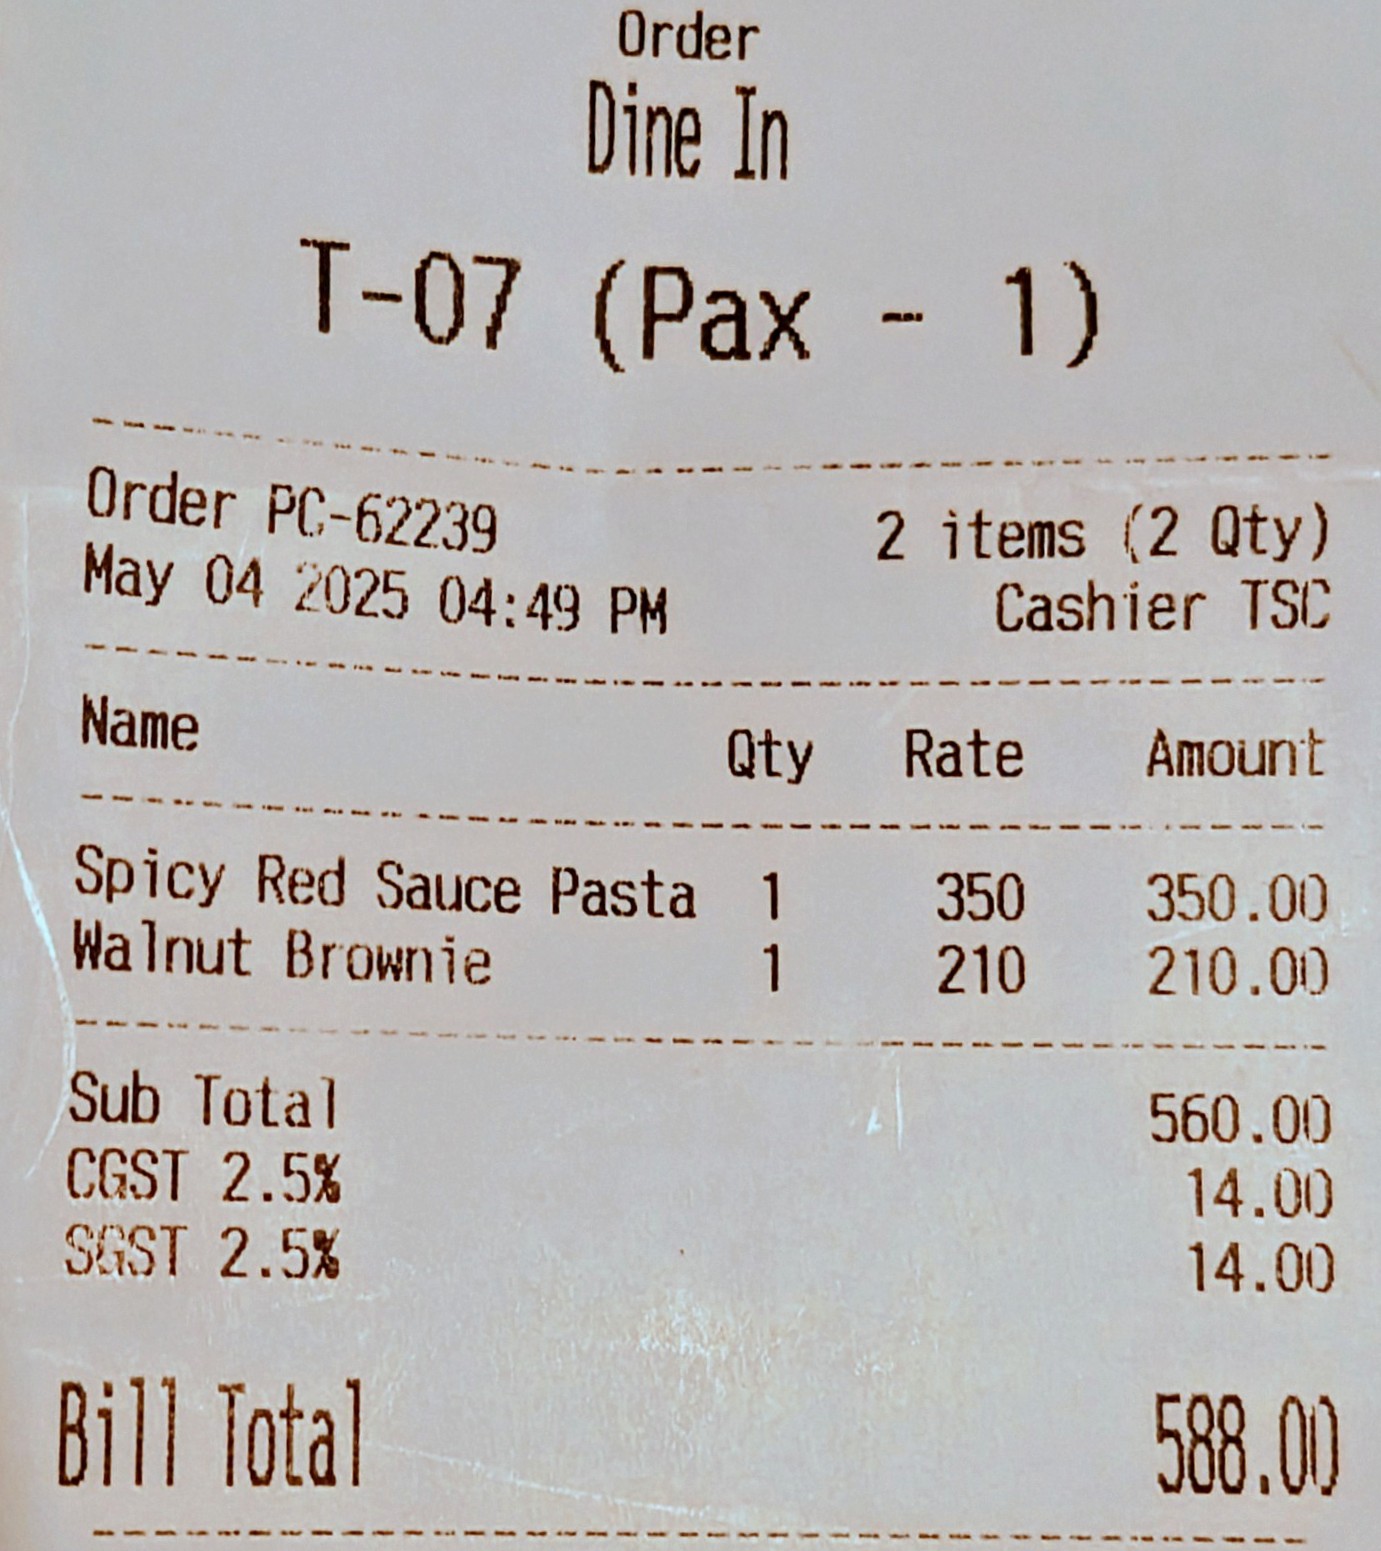 Order
Dine In
T-07 (Pax - 1)
Order PC-62239 2 items (2 Qty)
May 04 2025 04:49 PM Cashier TSC
Name Qty Rate Amount
Spicy Red Sauce Pasta 1 350 350.00
Walnut Brownie 1 210 210.00
Sub Total 560.00
CGST 2.5% 14.00
SGST 2.5% 14.00
Bill Total 588.00